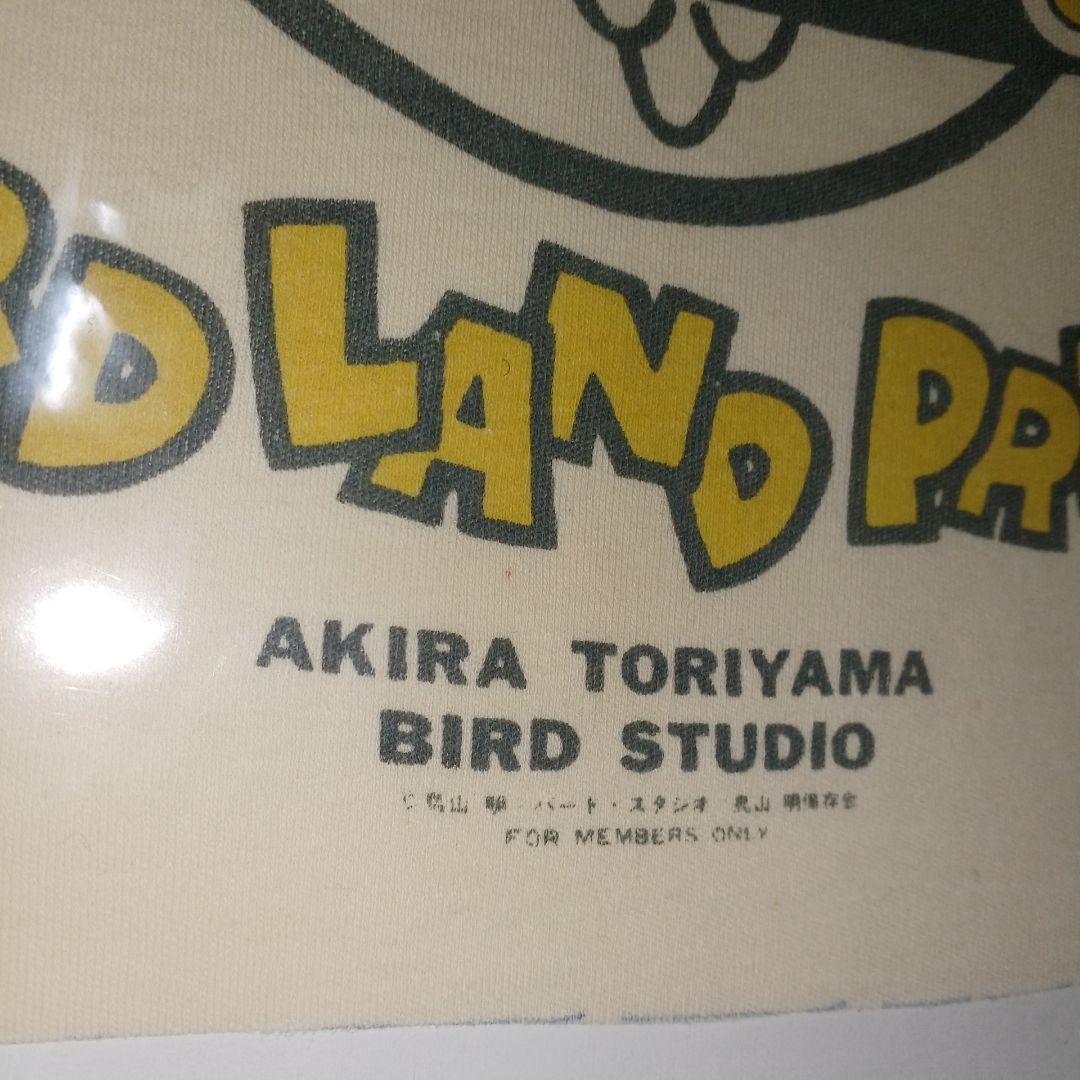 RD LAND PR
AKIRA TORIYAMA
BIRD STUDIO
鳥山 明 バード・スタジオ 鳥山 明保存会
FOR MEMBERS ONLY